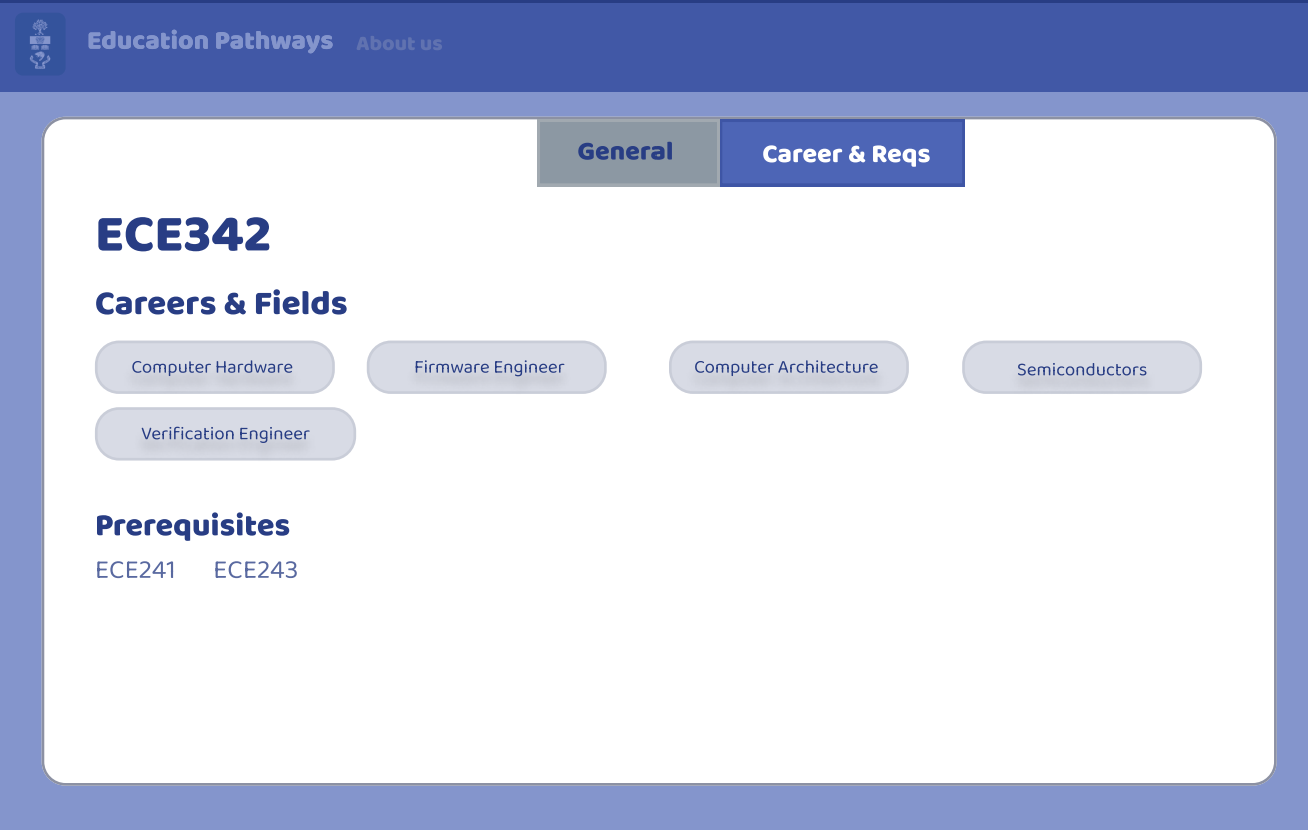 Education Pathways About us
General Career & Reqs
ECE342
Careers & Fields
Computer Hardware Firmware Engineer Computer Architecture Semiconductors
Verification Engineer
Prerequisites
ECE241 ECE243